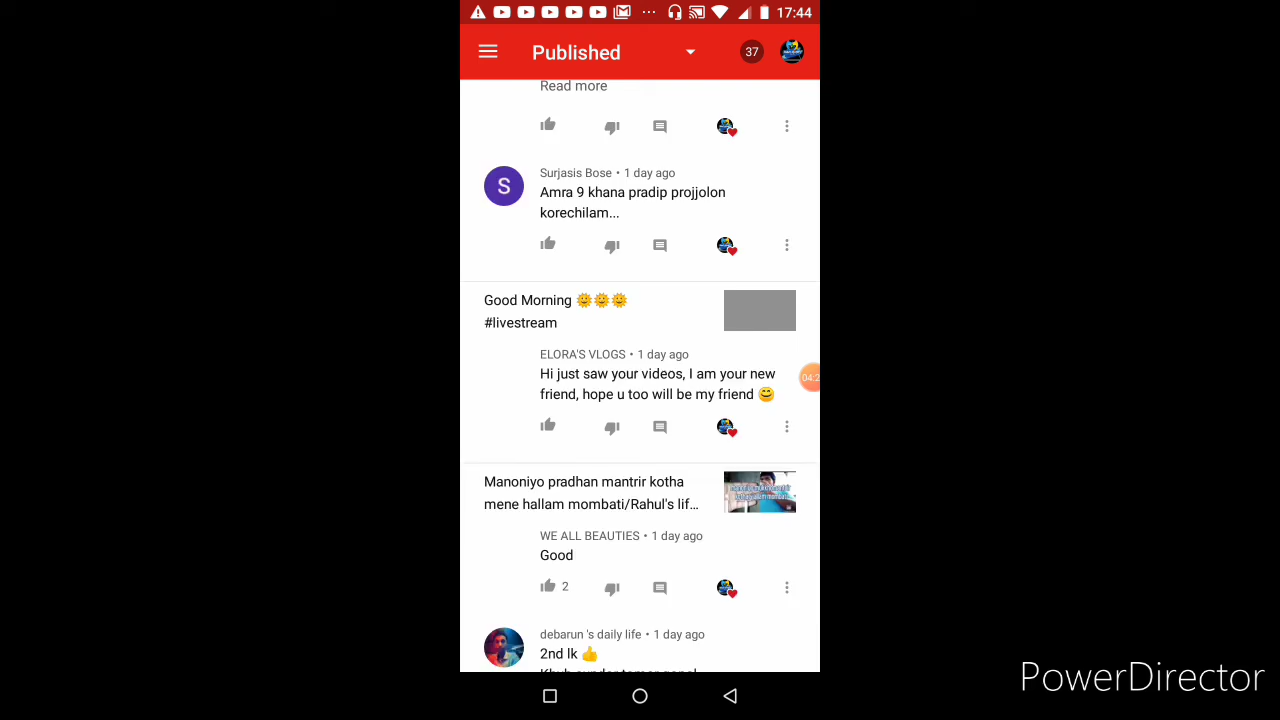 17:44
Published
37
Read more
S
Surjasis Bose • 1 day ago
Amra 9 khana pradip projjolon
korechilam...
Good Morning 🌞🌞🌞
#livestream
ELORA'S VLOGS • 1 day ago
Hi just saw your videos, I am your new
friend, hope u too will be my friend 😊
Manoniyo pradhan mantrir kotha
mene hallam mombati/Rahul's lif...
WE ALL BEAUTIES • 1 day ago
Good
2
debarun 's daily life • 1 day ago
2nd lk 👍
PowerDirector